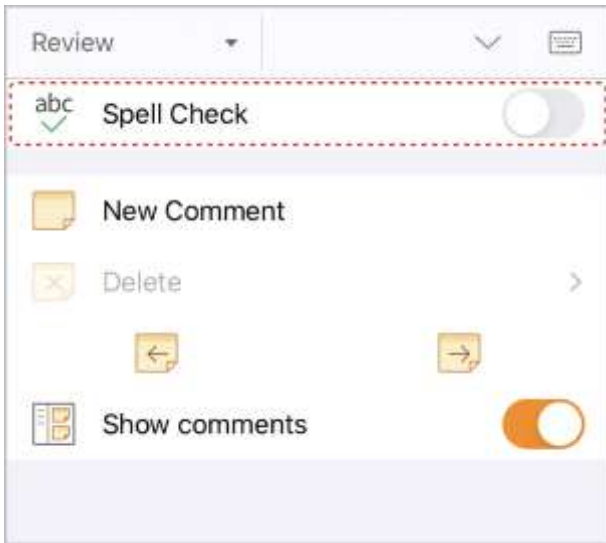 Review
abc
Spell Check
New Comment
Delete
Show comments